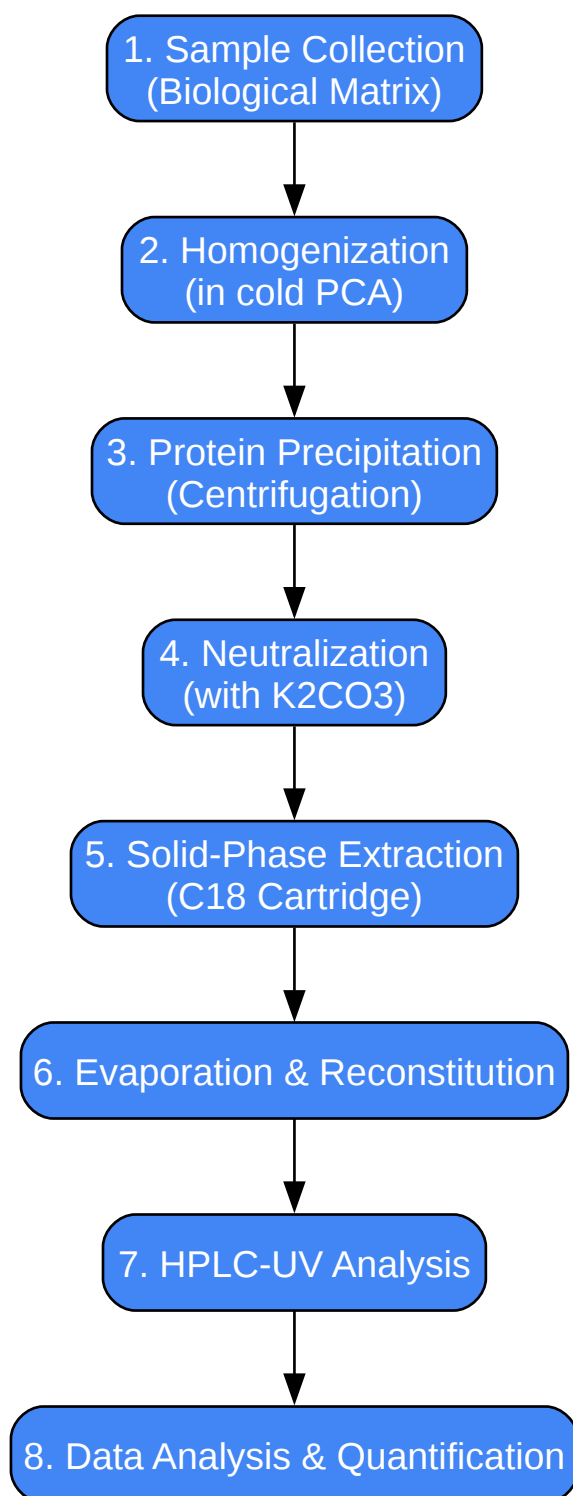 1. Sample Collection
(Biological Matrix)
2. Homogenization
(in cold PCA)
3. Protein Precipitation
(Centrifugation)
4. Neutralization
(with K2CO3)
5. Solid-Phase Extraction
(C18 Cartridge)
6. Evaporation & Reconstitution
7. HPLC-UV Analysis
8. Data Analysis & Quantification